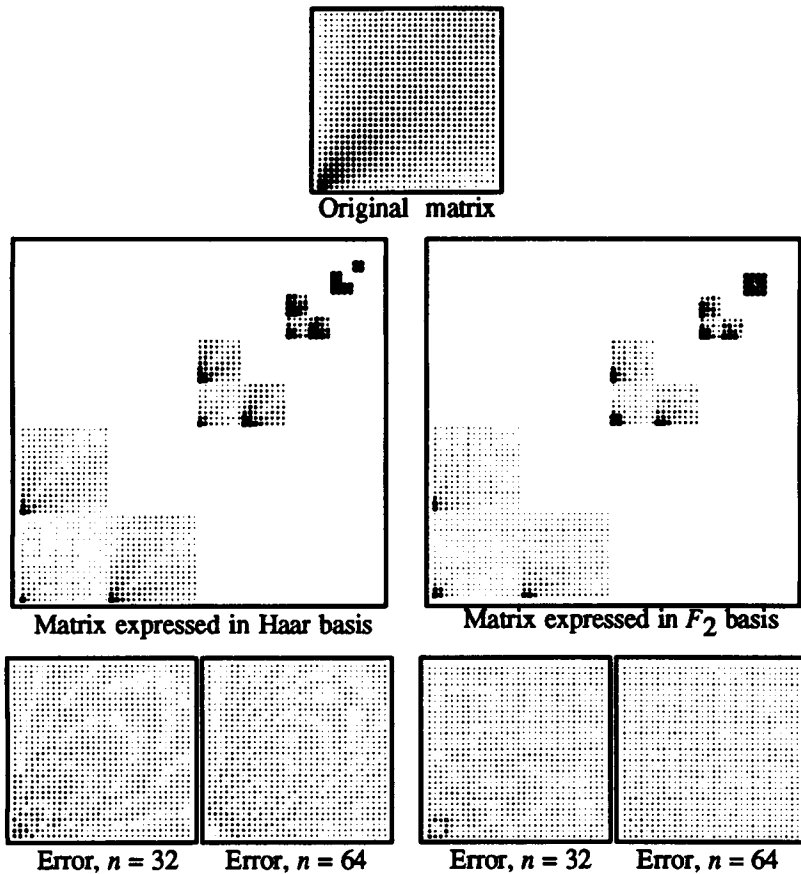 Original matrix
Matrix expressed in Haar basis
Matrix expressed in F₂ basis
Error, n = 32
Error, n = 64
Error, n = 32
Error, n = 64